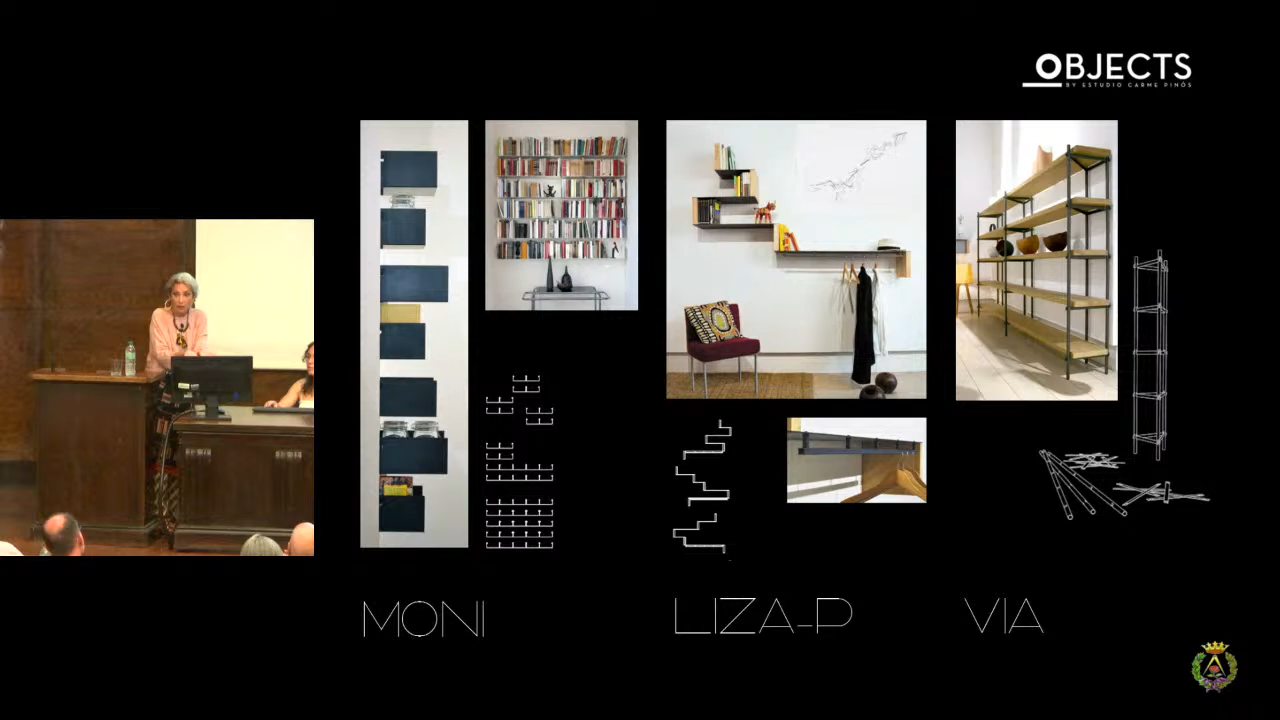 OBJECTS
BY ESTUDIO CARME PINÓS
MONI
LIZA-P
VIA